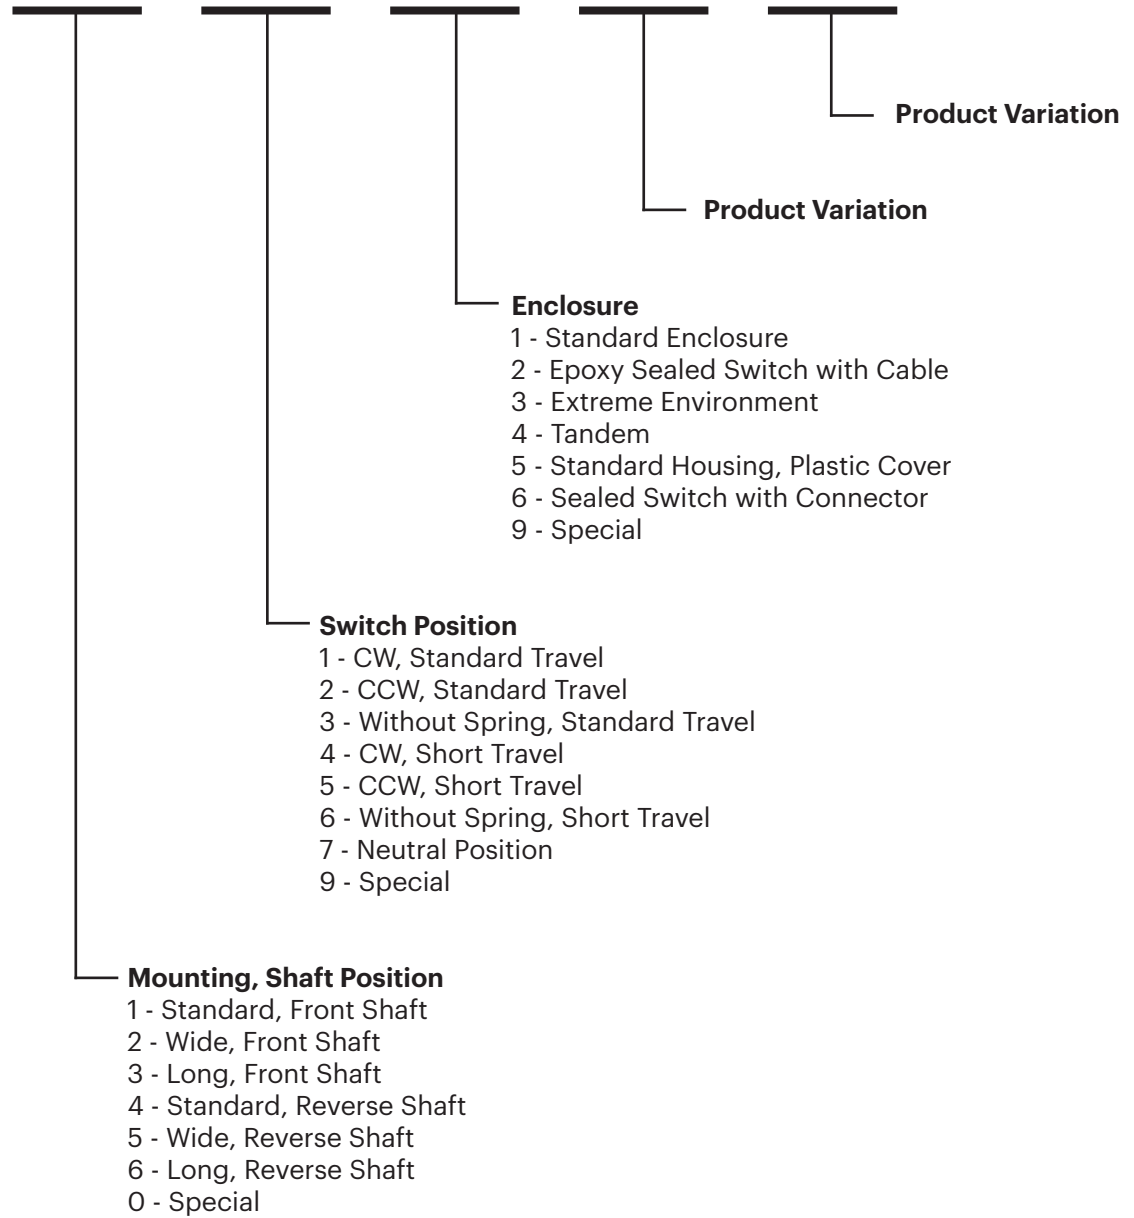 Product Variation
Product Variation
Enclosure
1 - Standard Enclosure
2 - Epoxy Sealed Switch with Cable
3 - Extreme Environment
4 - Tandem
5 - Standard Housing, Plastic Cover
6 - Sealed Switch with Connector
9 - Special
Switch Position
1 - CW, Standard Travel
2 - CCW, Standard Travel
3 - Without Spring, Standard Travel
4 - CW, Short Travel
5 - CCW, Short Travel
6 - Without Spring, Short Travel
7 - Neutral Position
9 - Special
Mounting, Shaft Position
1 - Standard, Front Shaft
2 - Wide, Front Shaft
3 - Long, Front Shaft
4 - Standard, Reverse Shaft
5 - Wide, Reverse Shaft
6 - Long, Reverse Shaft
0 - Special